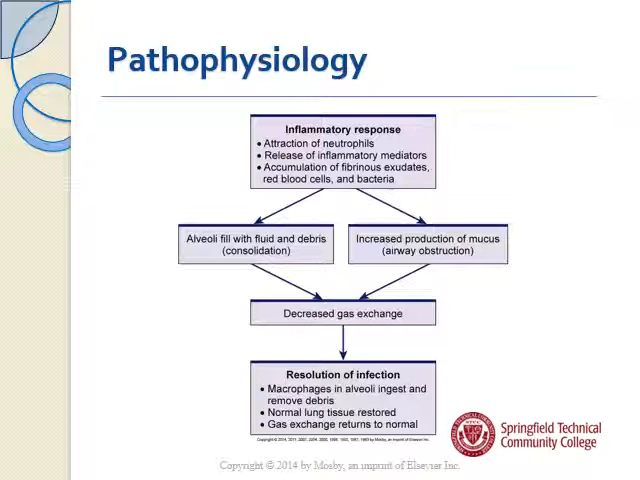 Pathophysiology
Inflammatory response
• Attraction of neutrophils
• Release of inflammatory mediators
• Accumulation of fibrinous exudates,
red blood cells, and bacteria
Alveoli fill with fluid and debris
(consolidation)
Increased production of mucus
(airway obstruction)
Decreased gas exchange
Resolution of infection
• Macrophages in alveoli ingest and
remove debris
• Normal lung tissue restored
• Gas exchange returns to normal
Springfield Technical
Community College
Copyright © 2014 by Mosby, an imprint of Elsevier Inc.